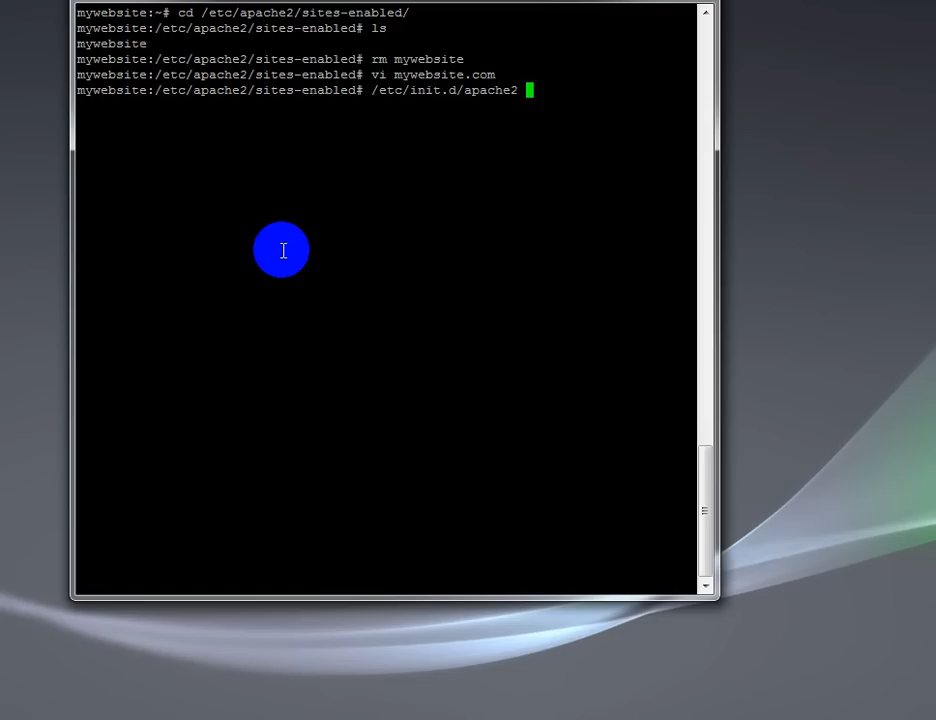 mywebsite:~# cd /etc/apache2/sites-enabled/
mywebsite:/etc/apache2/sites-enabled# ls
mywebsite
mywebsite:/etc/apache2/sites-enabled# rm mywebsite
mywebsite:/etc/apache2/sites-enabled# vi mywebsite.com
mywebsite:/etc/apache2/sites-enabled# /etc/init.d/apache2